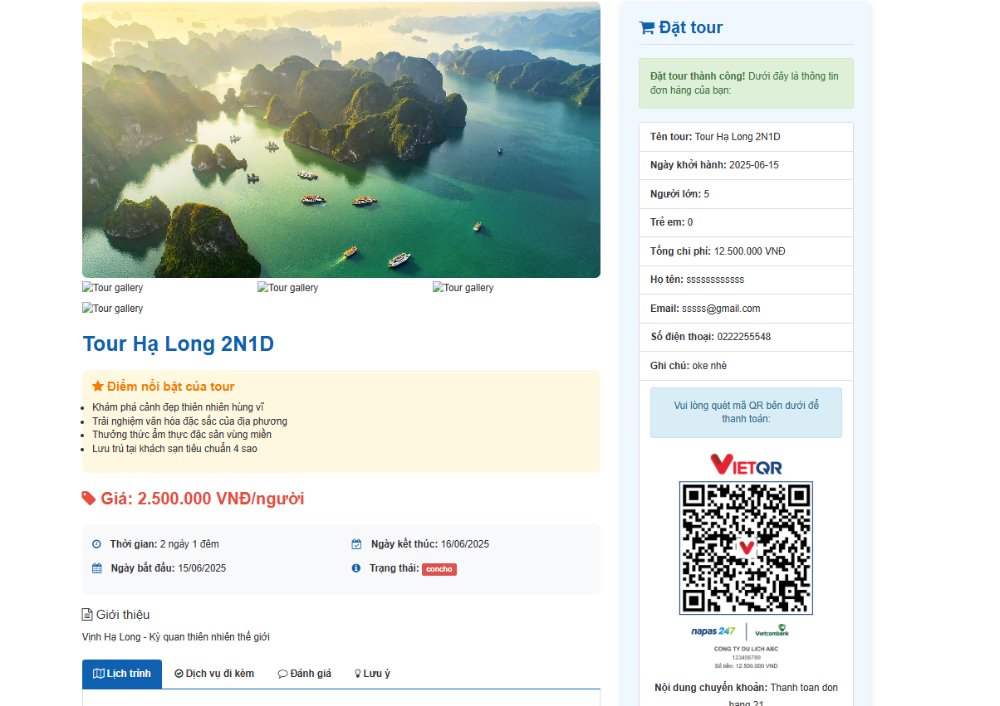 Tour gallery
Tour gallery
Tour gallery
Tour gallery
Tour Hạ Long 2N1D
Điểm nổi bật của tour
Khám phá cảnh đẹp thiên nhiên hùng vĩ
Trải nghiệm văn hóa đặc sắc của địa phương
Thưởng thức ẩm thực đặc sản vùng miền
Lưu trú tại khách sạn tiêu chuẩn 4 sao
Giá: 2.500.000 VNĐ/người
Thời gian: 2 ngày 1 đêm
Ngày kết thúc: 16/06/2025
Ngày bắt đầu: 15/06/2025
Trạng thái: concho
Giới thiệu
Vịnh Hạ Long - Kỳ quan thiên nhiên thế giới
Lịch trình
Dịch vụ đi kèm
Đánh giá
Lưu ý
Đặt tour
Đặt tour thành công! Dưới đây là thông tin
đơn hàng của bạn:
Tên tour: Tour Hạ Long 2N1D
Ngày khởi hành: 2025-06-15
Người lớn: 5
Trẻ em: 0
Tổng chi phí: 12.500.000 VNĐ
Họ tên: ssssssssssss
Email: sssss@gmail.com
Số điện thoại: 0222255548
Ghi chú: oke nhé
Vui lòng quét mã QR bên dưới để
thanh toán:
VIETQR
napas 247
Vietcombank
CONG TY DU LICH ABC
123456789
Số tiền: 12.500.000 VND
Nội dung chuyển khoản: Thanh toan don
hang 21